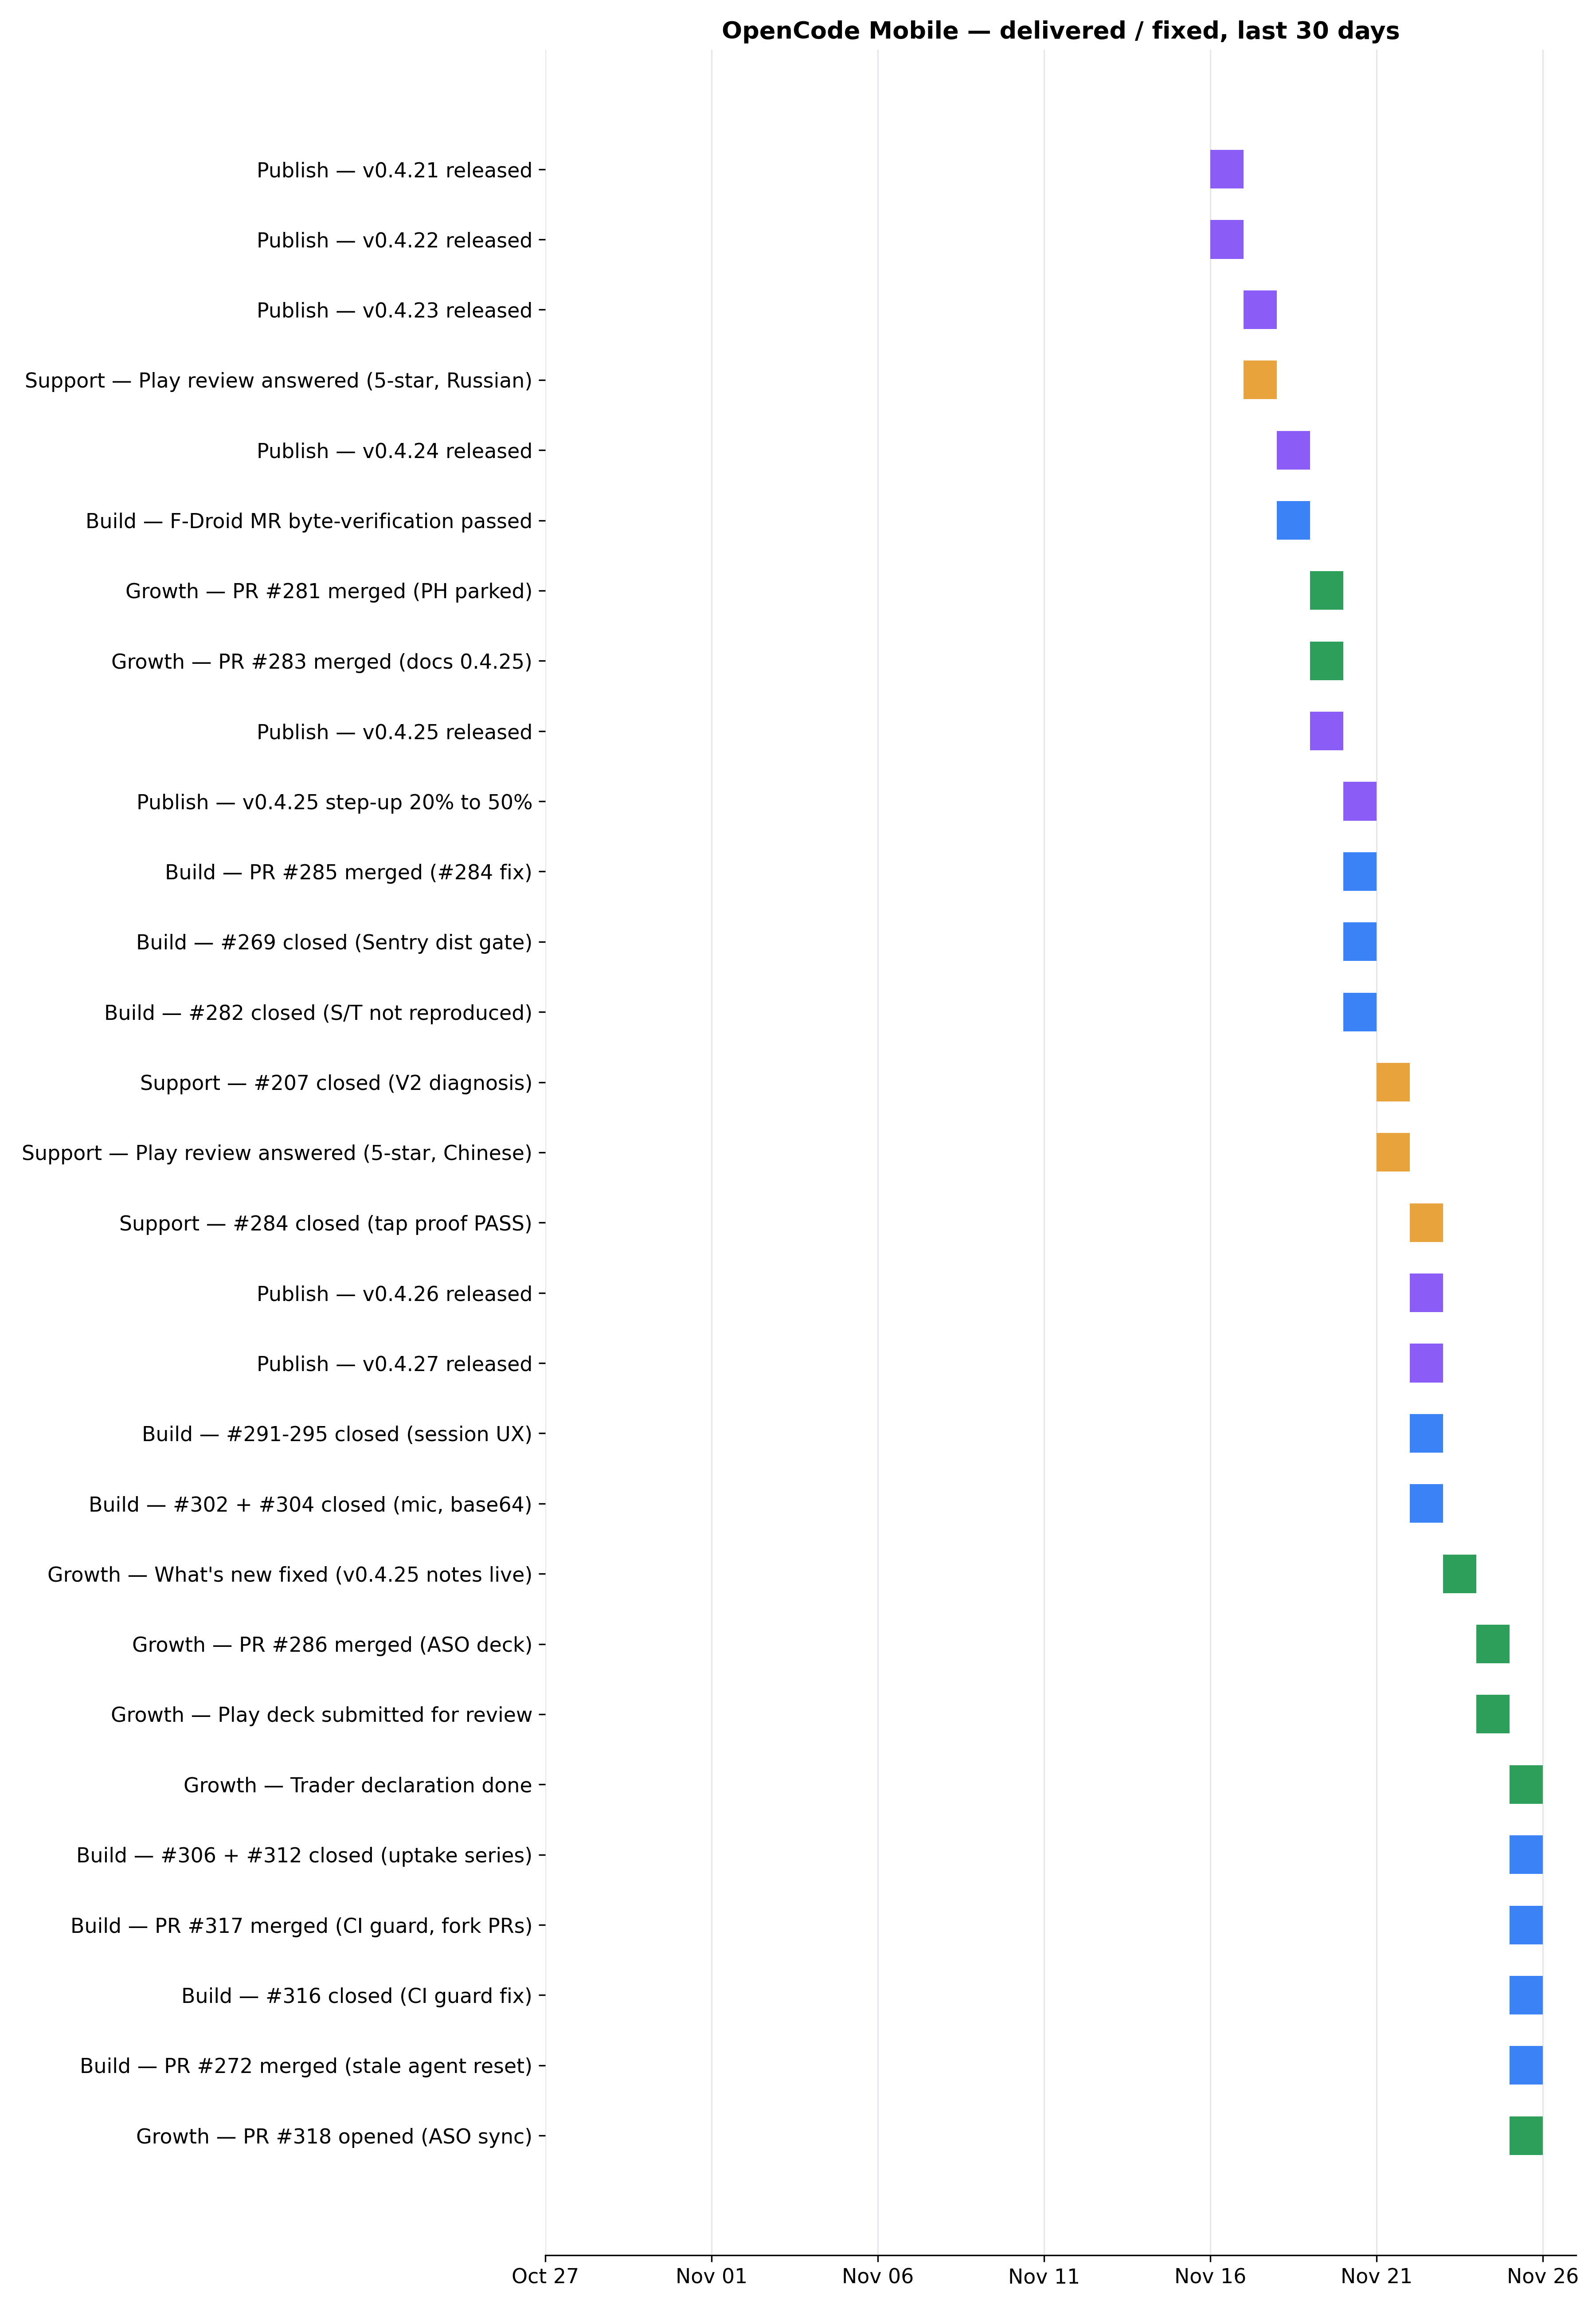 OpenCode Mobile — delivered / fixed, last 30 days
Publish — v0.4.21 released
Publish — v0.4.22 released
Publish — v0.4.23 released
Support — Play review answered (5-star, Russian)
Publish — v0.4.24 released
Build — F-Droid MR byte-verification passed
Growth — PR #281 merged (PH parked)
Growth — PR #283 merged (docs 0.4.25)
Publish — v0.4.25 released
Publish — v0.4.25 step-up 20% to 50%
Build — PR #285 merged (#284 fix)
Build — #269 closed (Sentry dist gate)
Build — #282 closed (S/T not reproduced)
Support — #207 closed (V2 diagnosis)
Support — Play review answered (5-star, Chinese)
Support — #284 closed (tap proof PASS)
Publish — v0.4.26 released
Publish — v0.4.27 released
Build — #291-295 closed (session UX)
Build — #302 + #304 closed (mic, base64)
Growth — What's new fixed (v0.4.25 notes live)
Growth — PR #286 merged (ASO deck)
Growth — Play deck submitted for review
Growth — Trader declaration done
Build — #306 + #312 closed (uptake series)
Build — PR #317 merged (CI guard, fork PRs)
Build — #316 closed (CI guard fix)
Build — PR #272 merged (stale agent reset)
Growth — PR #318 opened (ASO sync)
Oct 27 Nov 01 Nov 06 Nov 11 Nov 16 Nov 21 Nov 26